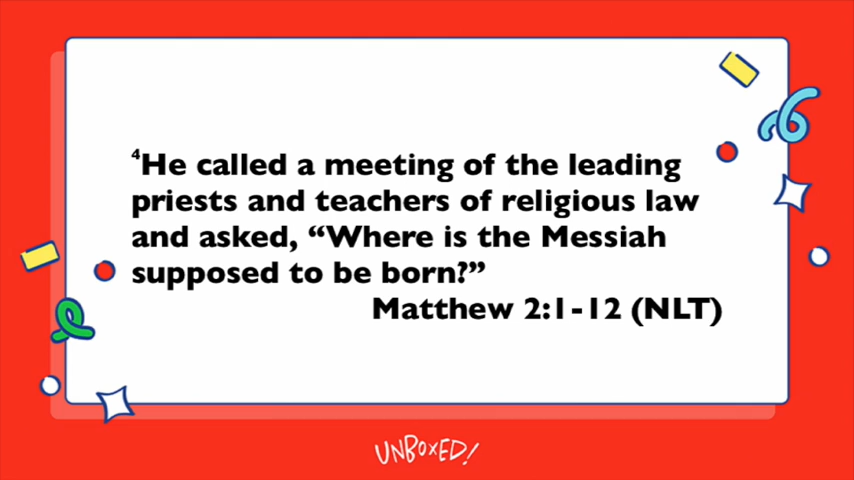 ⁴He called a meeting of the leading
priests and teachers of religious law
and asked, “Where is the Messiah
supposed to be born?”
Matthew 2:1-12 (NLT)
UNBOXED!